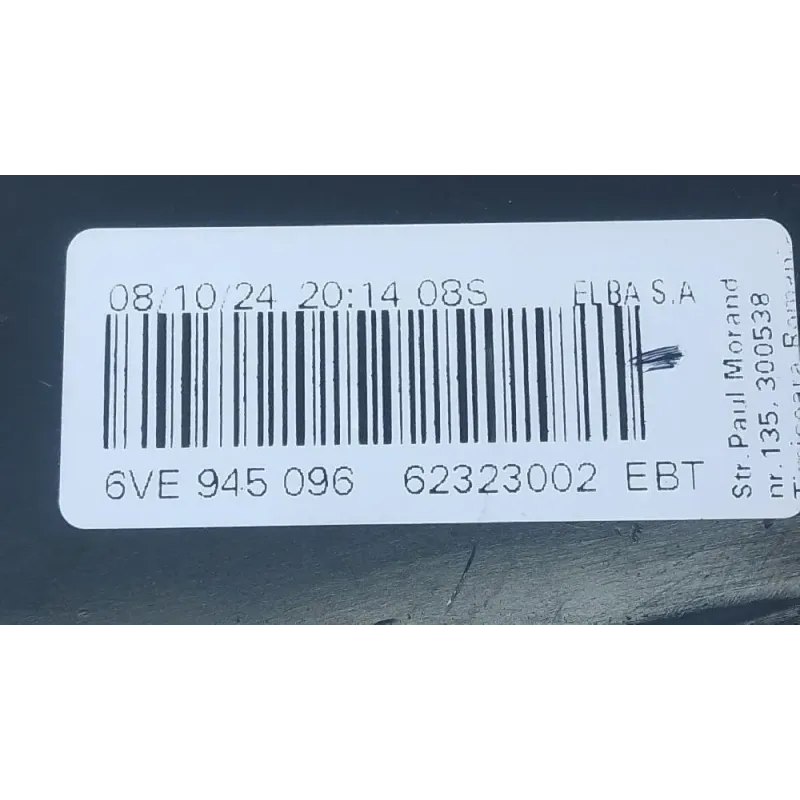 08/10/24 20:14 08S ELBA S.A
6VE 945 096 62323002 EBT
Str. Paul Morand
nr.135, 300538